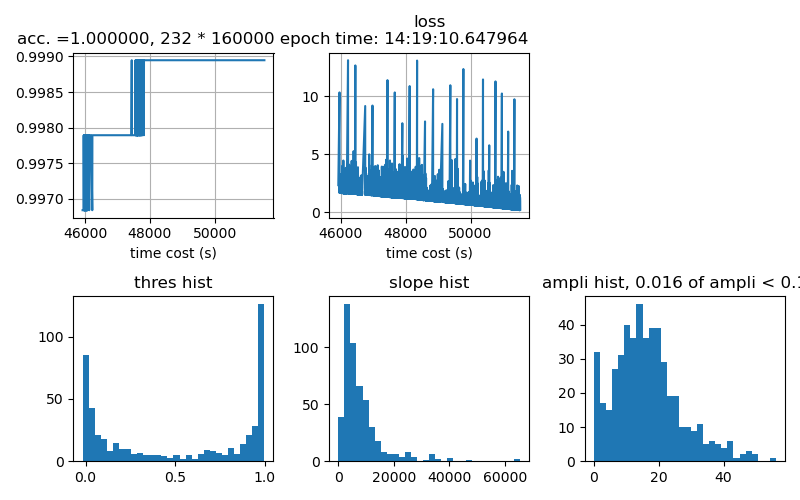 loss
acc. =1.000000, 232 * 160000 epoch time: 14:19:10.647964
0.9990
0.9985
0.9980
0.9975
0.9970
46000 48000 50000
time cost (s)
10
5
0
46000 48000 50000
time cost (s)
thres hist
100
50
0
0.0 0.5 1.0
slope hist
100
50
0
0 20000 40000 60000
ampli hist, 0.016 of ampli < 0.1
40
30
20
10
0
0 20 40